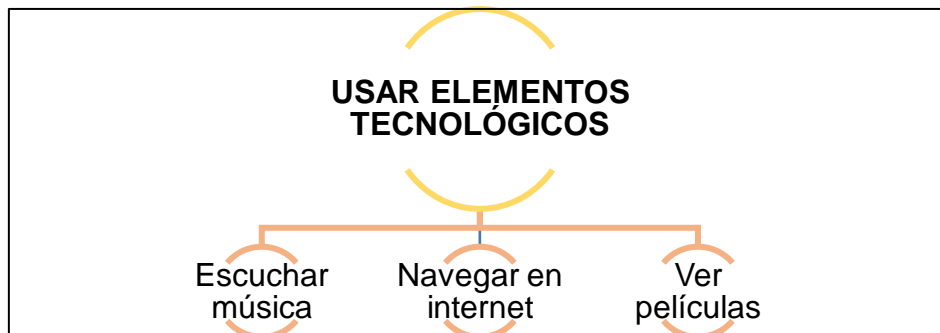 USAR ELEMENTOS
TECNOLÓGICOS
Escuchar
música
Navegar en
internet
Ver
películas